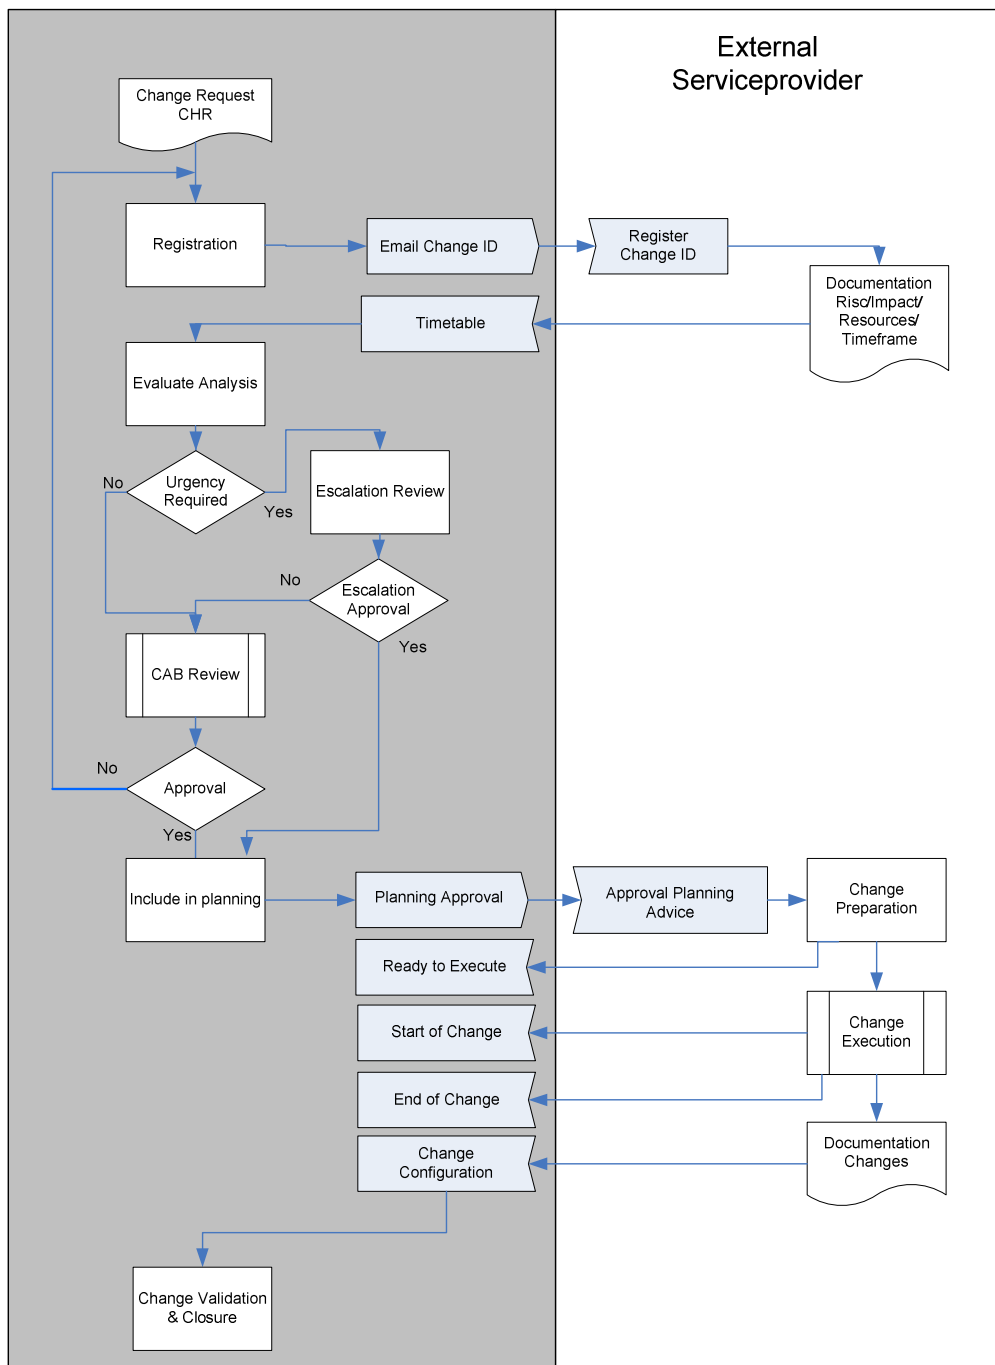 External
Serviceprovider
Change Request
CHR
Registration
Email Change ID
Register
Change ID
Documentation
Risc/Impact/
Resources/
Timeframe
Timetable
Evaluate Analysis
No
Urgency
Required
Yes
Escalation Review
No
Escalation
Approval
Yes
CAB Review
No
Approval
Yes
Include in planning
Planning Approval
Approval Planning
Advice
Change
Preparation
Ready to Execute
Start of Change
Change
Execution
End of Change
Change
Configuration
Documentation
Changes
Change Validation
& Closure